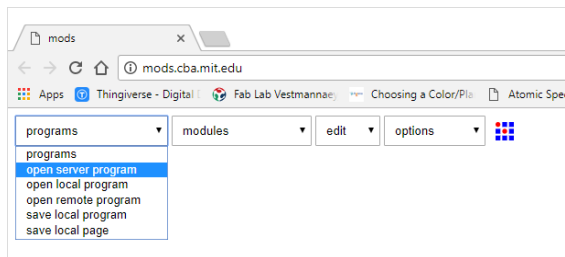 mods
mods.cba.mit.edu
Apps Thingiverse - Digital Fab Lab Vestmannaey Choosing a Color/Pla Atomic Spe
programs modules edit options
programs
open server program
open local program
open remote program
save local program
save local page